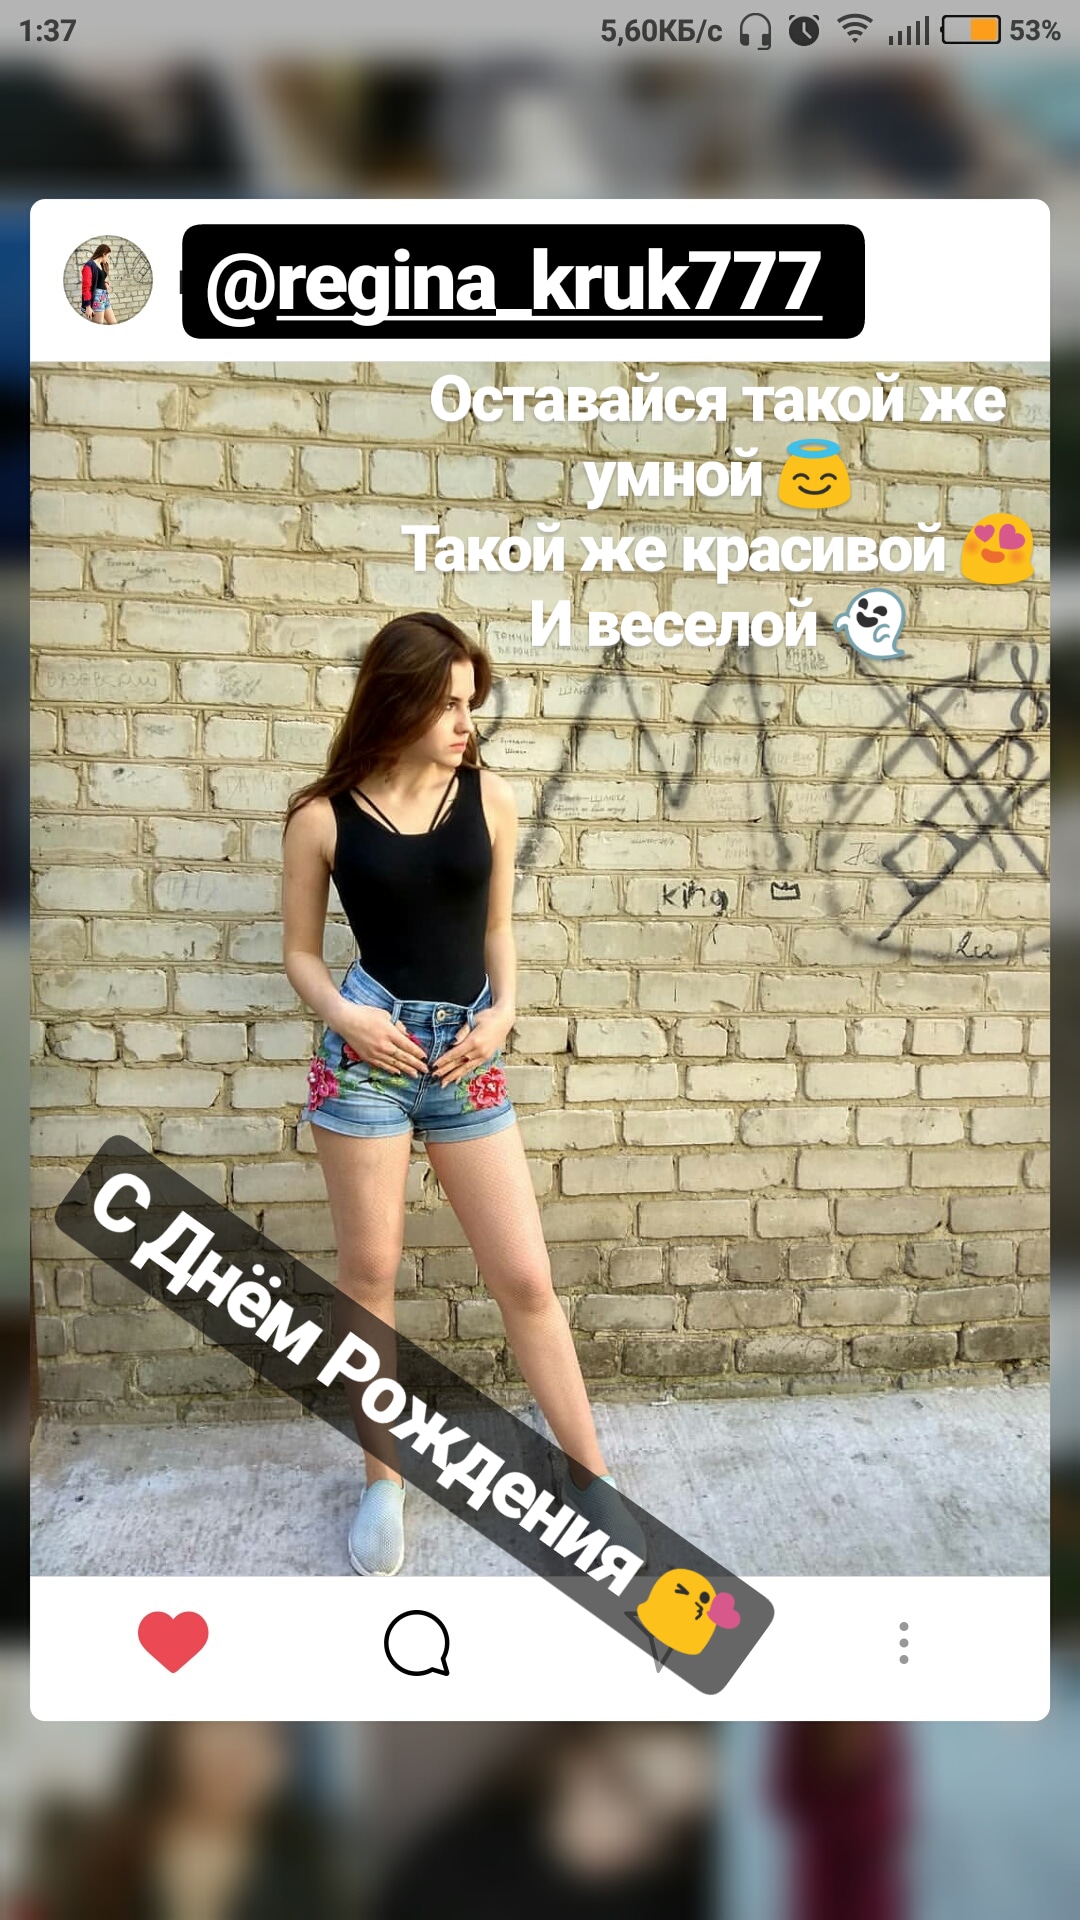 1:37 5,60КБ/с 53%
@regina_kruk777
Оставайся такой же
умной 😇
Такой же красивой 😍
И веселой 👻
king
С Днём Рождения 😘